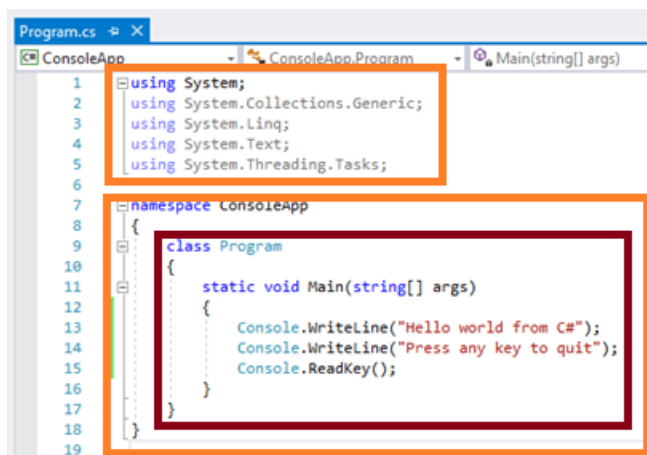 Program.cs
C# ConsoleApp ConsoleApp.Program Main(string[] args)
1 using System;
2 using System.Collections.Generic;
3 using System.Linq;
4 using System.Text;
5 using System.Threading.Tasks;
6
7 namespace ConsoleApp
8 {
9 class Program
10 {
11 static void Main(string[] args)
12 {
13 Console.WriteLine("Hello world from C#");
14 Console.WriteLine("Press any key to quit");
15 Console.ReadKey();
16 }
17 }
18 }
19